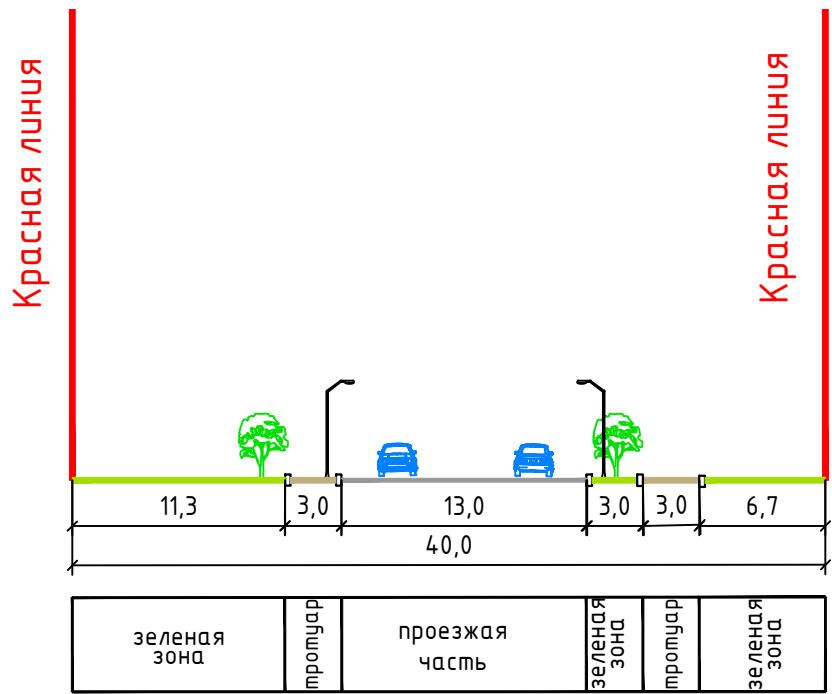 Красная линия
Красная линия
11,3
3,0
13,0
3,0
3,0
6,7
40,0
зеленая
зона
тротуар
проезжая
часть
зеленая
зона
тротуар
зеленая
зона